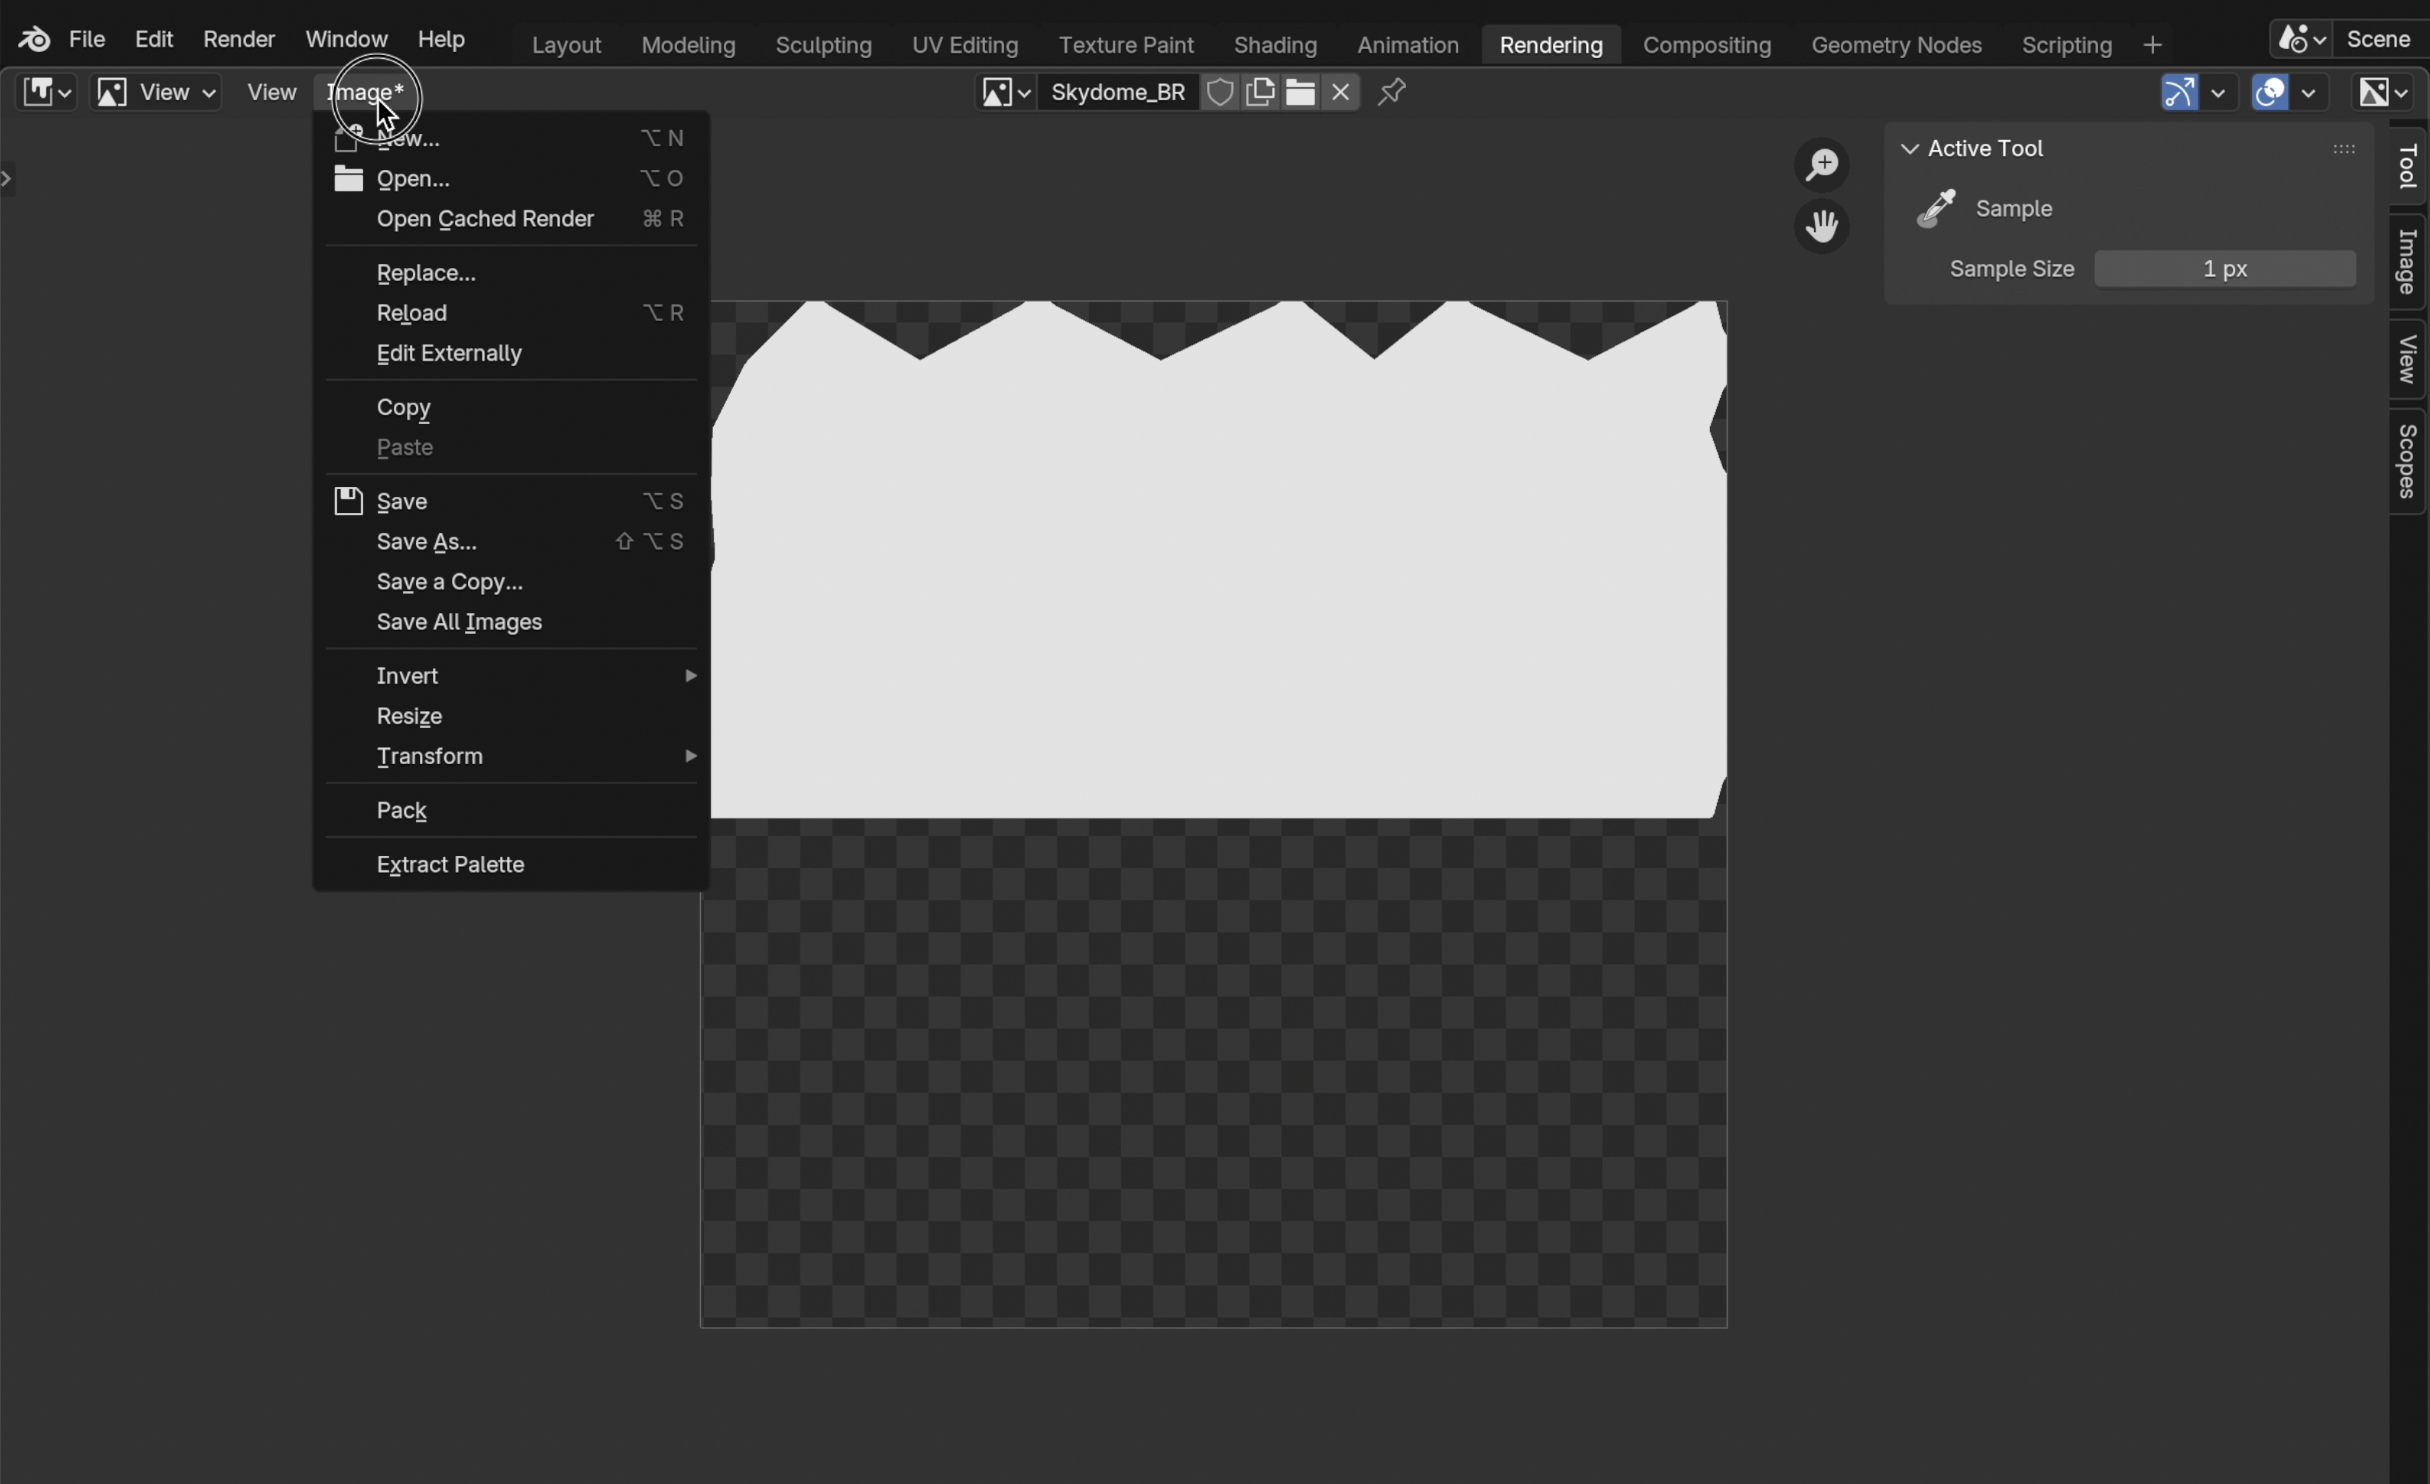 File Edit Render Window Help Layout Modeling Sculpting UV Editing Texture Paint Shading Animation Rendering Compositing Geometry Nodes Scripting + Scene
View View Image* Skydome_BR
New... ⌥ N
Open... ⌥ O
Open Cached Render ⌘ R
Replace...
Reload ⌥ R
Edit Externally
Copy
Paste
Save ⌥ S
Save As... ⇧ ⌥ S
Save a Copy...
Save All Images
Invert
Resize
Transform
Pack
Extract Palette
Active Tool
Sample
Sample Size 1 px
Tool
Image
View
Scopes